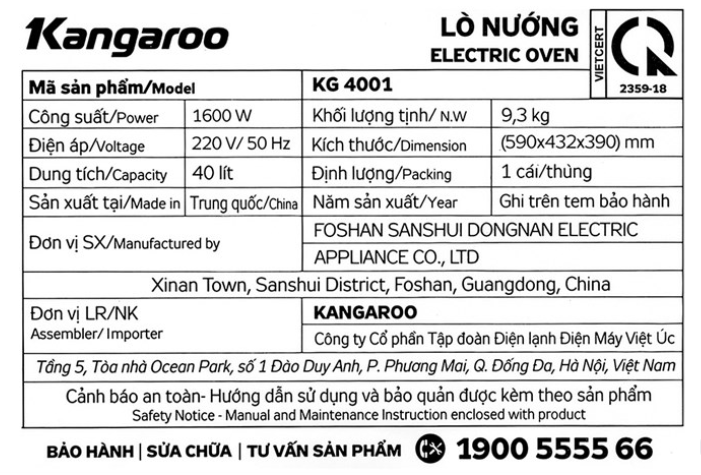 Kangaroo
LÒ NƯỚNG
ELECTRIC OVEN
VIETCERT
2359-18
Mã sản phẩm/Model KG 4001
Công suất/Power 1600 W Khối lượng tịnh/ N.W 9,3 kg
Điện áp/Voltage 220 V/ 50 Hz Kích thước/Dimension (590x432x390) mm
Dung tích/Capacity 40 lít Định lượng/Packing 1 cái/thùng
Sản xuất tại/Made in Trung quốc/China Năm sản xuất/Year Ghi trên tem bảo hành
Đơn vị SX/Manufactured by FOSHAN SANSHUI DONGNAN ELECTRIC
APPLIANCE CO., LTD
Xinan Town, Sanshui District, Foshan, Guangdong, China
Đơn vị LR/NK KANGAROO
Assembler/ Importer Công ty Cổ phần Tập đoàn Điện lạnh Điện Máy Việt Úc
Tầng 5, Tòa nhà Ocean Park, số 1 Đào Duy Anh, P. Phương Mai, Q. Đống Đa, Hà Nội, Việt Nam
Cảnh báo an toàn- Hướng dẫn sử dụng và bảo quản được kèm theo sản phẩm
Safety Notice - Manual and Maintenance Instruction enclosed with product
BẢO HÀNH | SỬA CHỮA | TƯ VẤN SẢN PHẨM 1900 5555 66